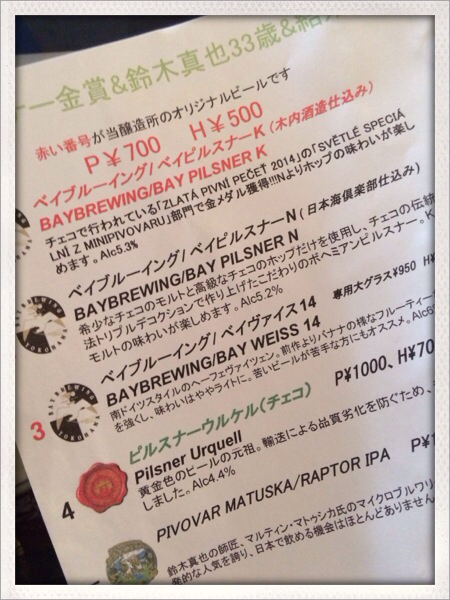 ー金賞&鈴木真也33歳&結
赤い番号が当醸造所のオリジナルビールです
P￥700 H￥500
ベイブルーイング/ベイピルスナーK(木内酒造仕込み)
BAYBREWING/BAY PILSNER K
チェコで行われている「ZLATÁ PIVNÍ PEČEŤ 2014」の「SVĚTLÉ SPECIÁ
LNÍ Z MINIPIVOVARU」部門で金メダル獲得!!!Nよりホップの味わいが楽し
めます。Alc5.3%
ベイブルーイング/ベイピルスナーN(日本海倶楽部仕込み)
BAYBREWING/BAY PILSNER N
希少なチェコのモルトと高級なチェコのホップだけを使用し、チェコの伝統
法トリプルデコクションで作り上げたこだわりのボヘミアンピルスナー。K
モルトの味わいが楽しめます。Alc5.2%
専用大グラス¥950 H¥
ベイブルーイング/ベイヴァイス14
BAYBREWING/BAY WEISS 14
南ドイツスタイルのヘーフェヴァイツェン。前作よりバナナの様なフルーティー
を強くし、味わいはややライトに。苦いビールが苦手な方にもオススメ。Alc
3
P¥1000、H¥70
ピルスナーウルケル(チェコ)
Pilsner Urquell
黄金色のビールの元祖。輸送による品質劣化を防ぐため、
しました。Alc4.4%
4
P¥1
PIVOVAR MATUSKA/RAPTOR IPA
鈴木真也の師匠、マルティン・マトゥシカ氏のマイクロブルワリ
発的な人気を誇り、日本で飲める機会はほとんどありません